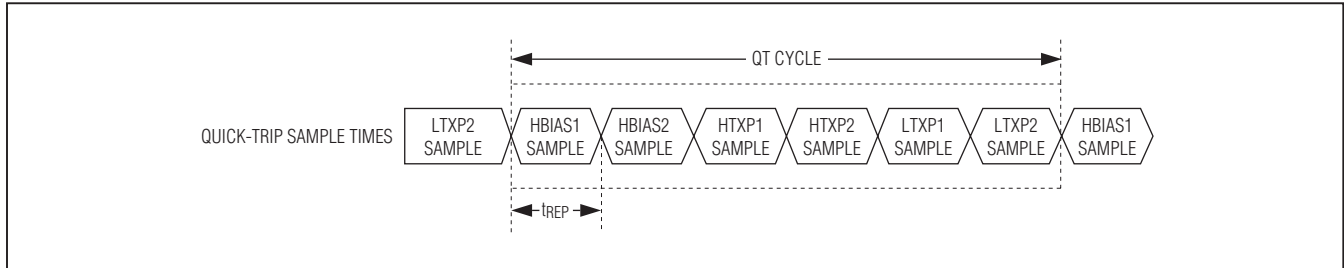 QT CYCLE
QUICK-TRIP SAMPLE TIMES
LTXP2
SAMPLE
HBIAS1
SAMPLE
HBIAS2
SAMPLE
HTXP1
SAMPLE
HTXP2
SAMPLE
LTXP1
SAMPLE
LTXP2
SAMPLE
HBIAS1
SAMPLE
tREP